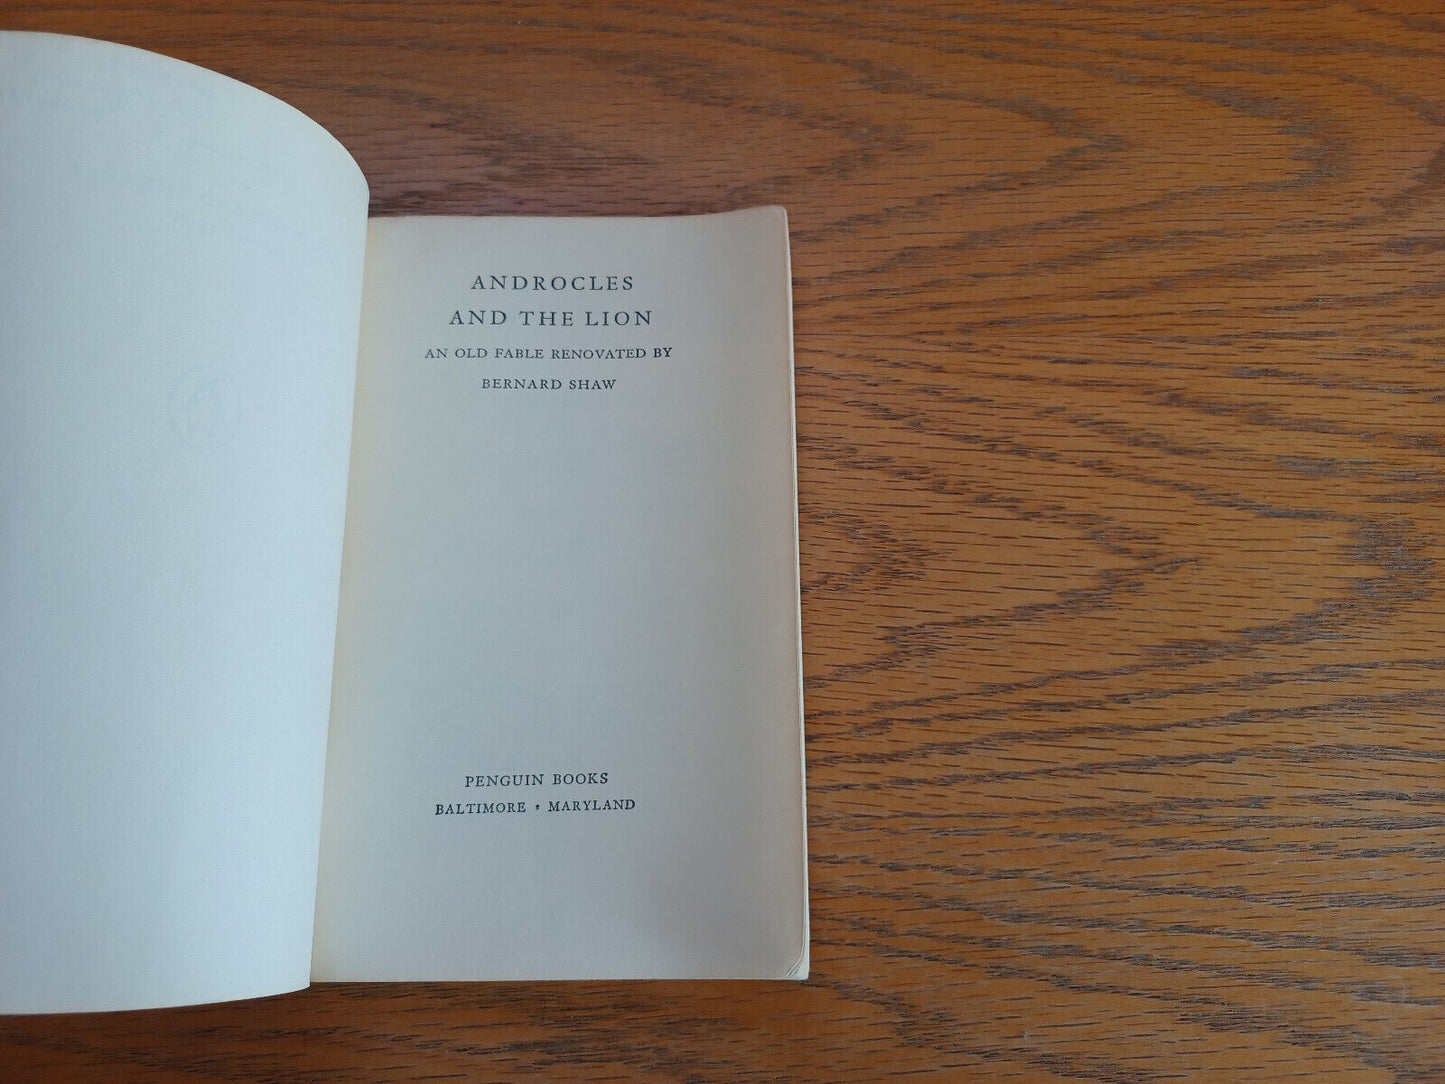 ANDROCLES
AND THE LION
AN OLD FABLE RENOVATED BY
BERNARD SHAW
PENGUIN BOOKS
BALTIMORE • MARYLAND